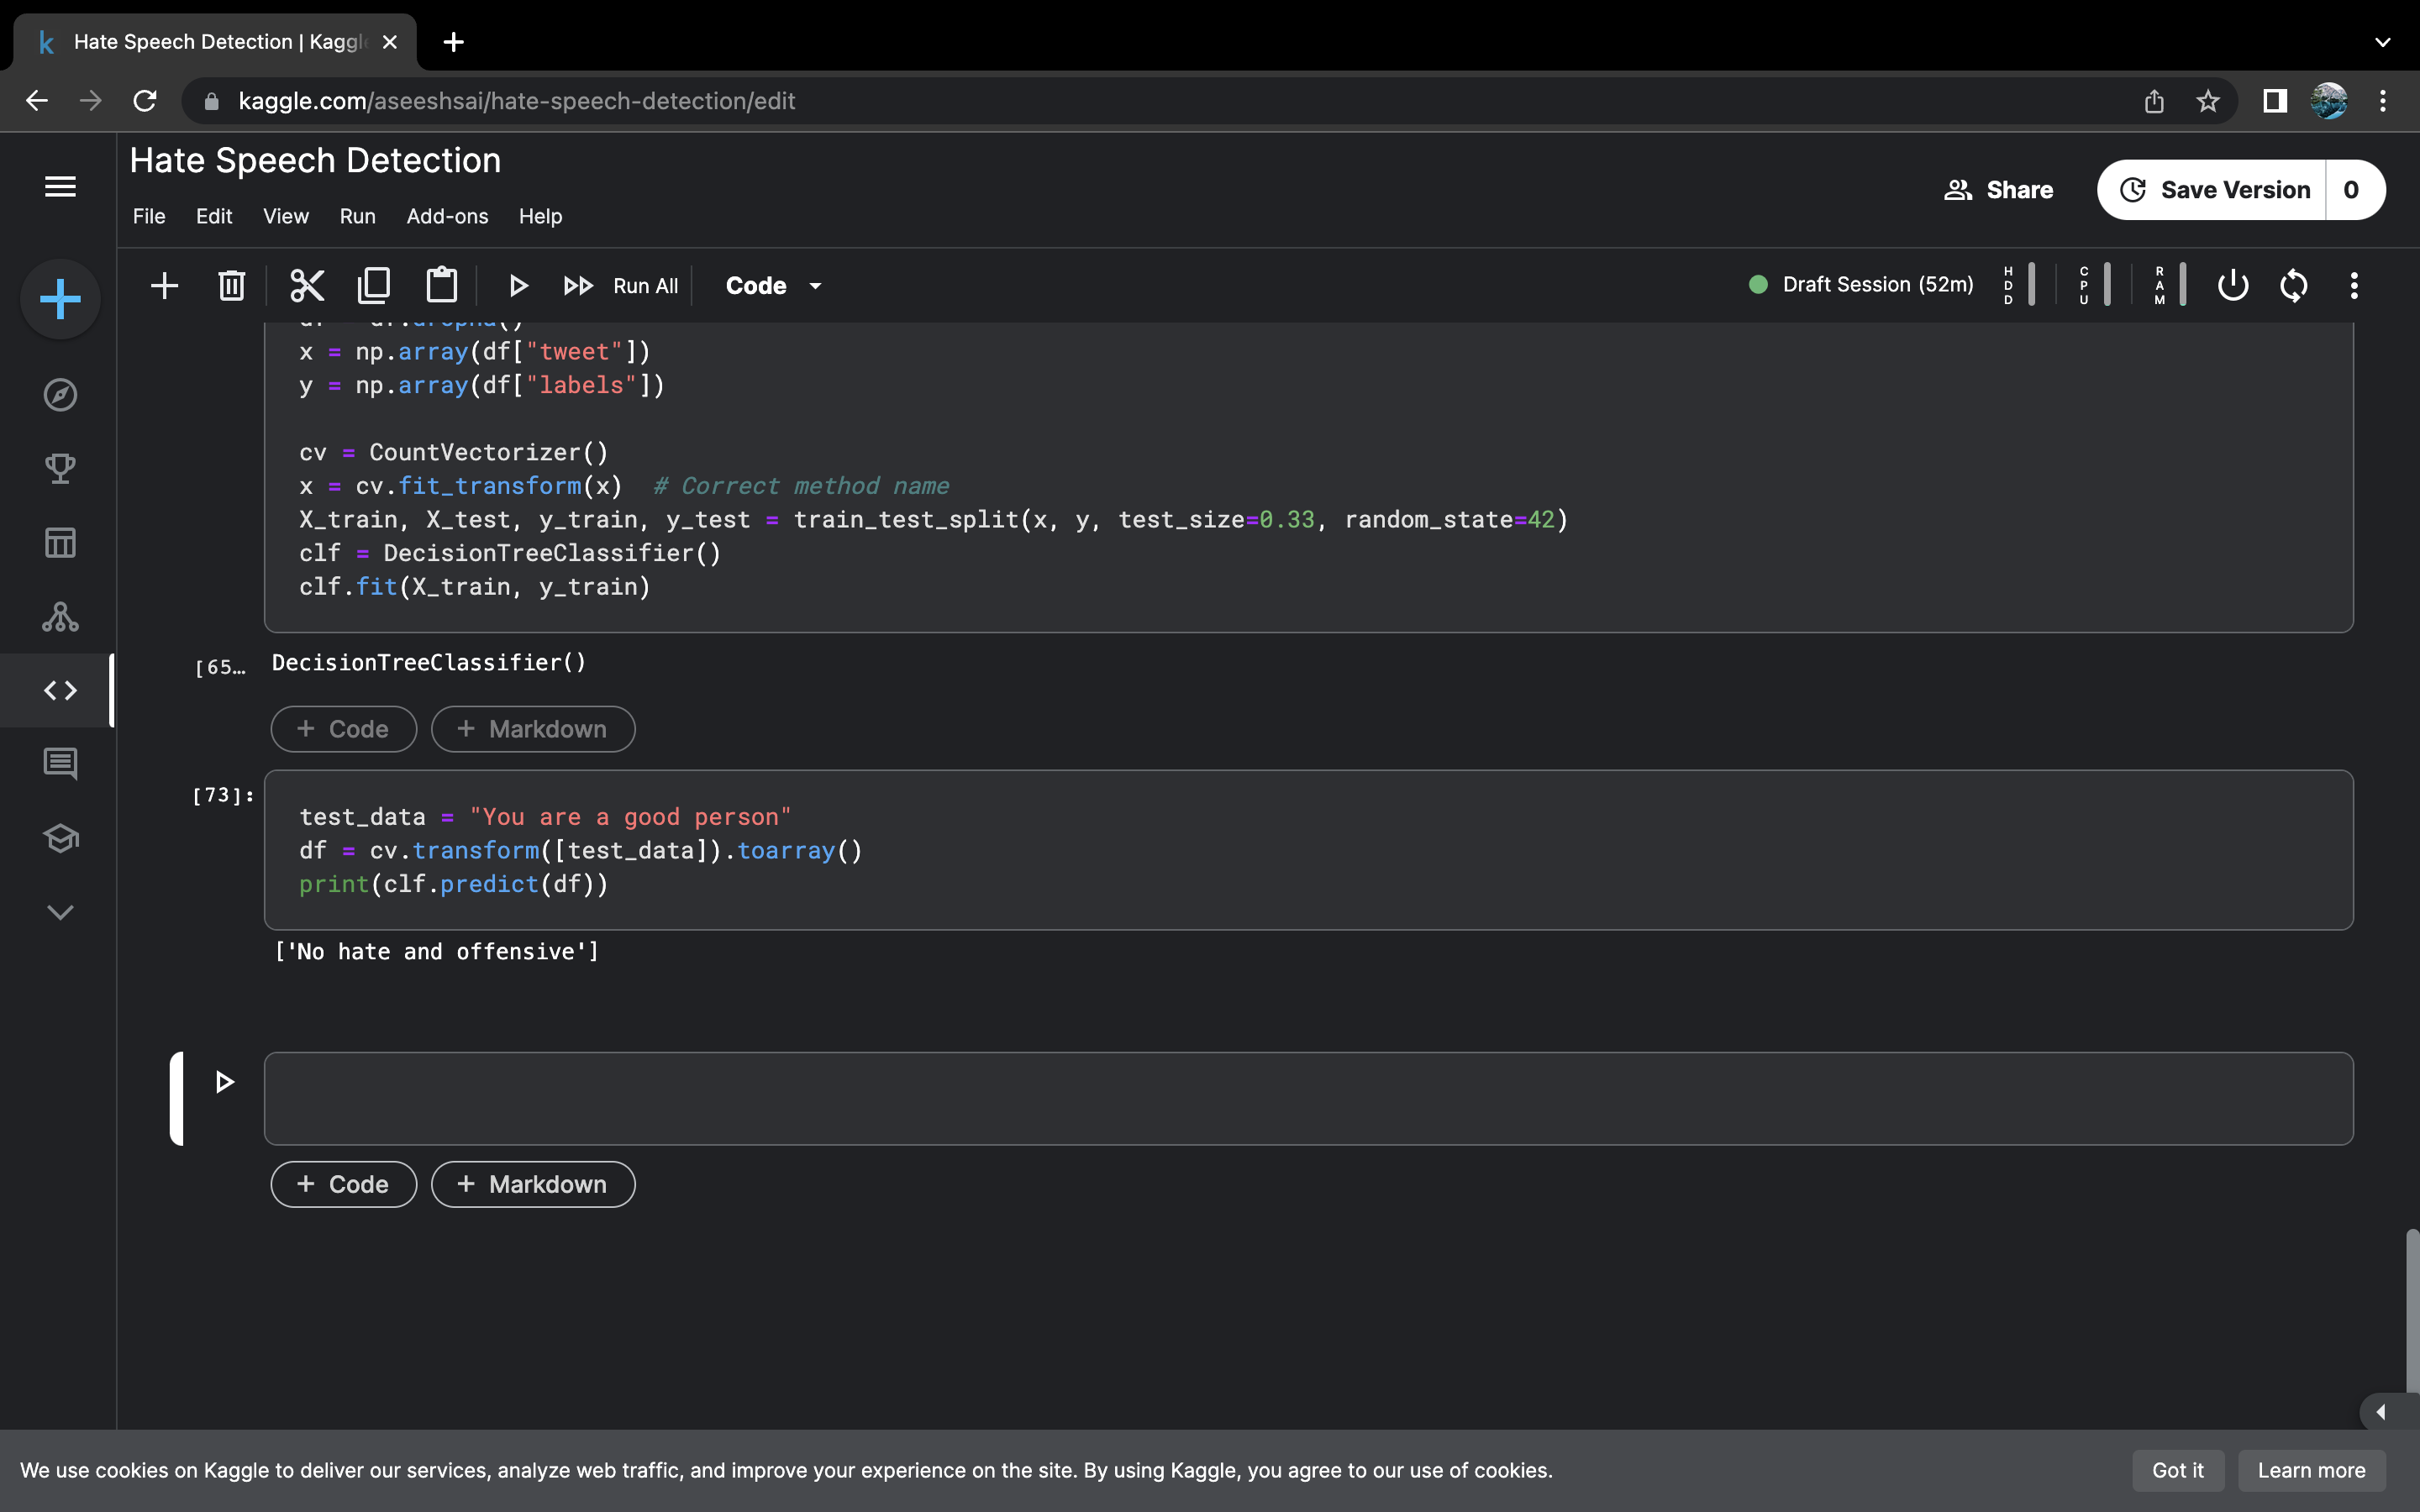 Hate Speech Detection | Kaggle
kaggle.com/aseeshsai/hate-speech-detection/edit
Hate Speech Detection
File Edit View Run Add-ons Help
Share
Save Version 0
Run All Code
Draft Session (52m) HDD CPU RAM
df = df.dropna()
x = np.array(df["tweet"])
y = np.array(df["labels"])
cv = CountVectorizer()
x = cv.fit_transform(x)  # Correct method name
X_train, X_test, y_train, y_test = train_test_split(x, y, test_size=0.33, random_state=42)
clf = DecisionTreeClassifier()
clf.fit(X_train, y_train)
[65… DecisionTreeClassifier()
+ Code + Markdown
[73]:
test_data = "You are a good person"
df = cv.transform([test_data]).toarray()
print(clf.predict(df))
['No hate and offensive']
+ Code + Markdown
We use cookies on Kaggle to deliver our services, analyze web traffic, and improve your experience on the site. By using Kaggle, you agree to our use of cookies.
Got it Learn more